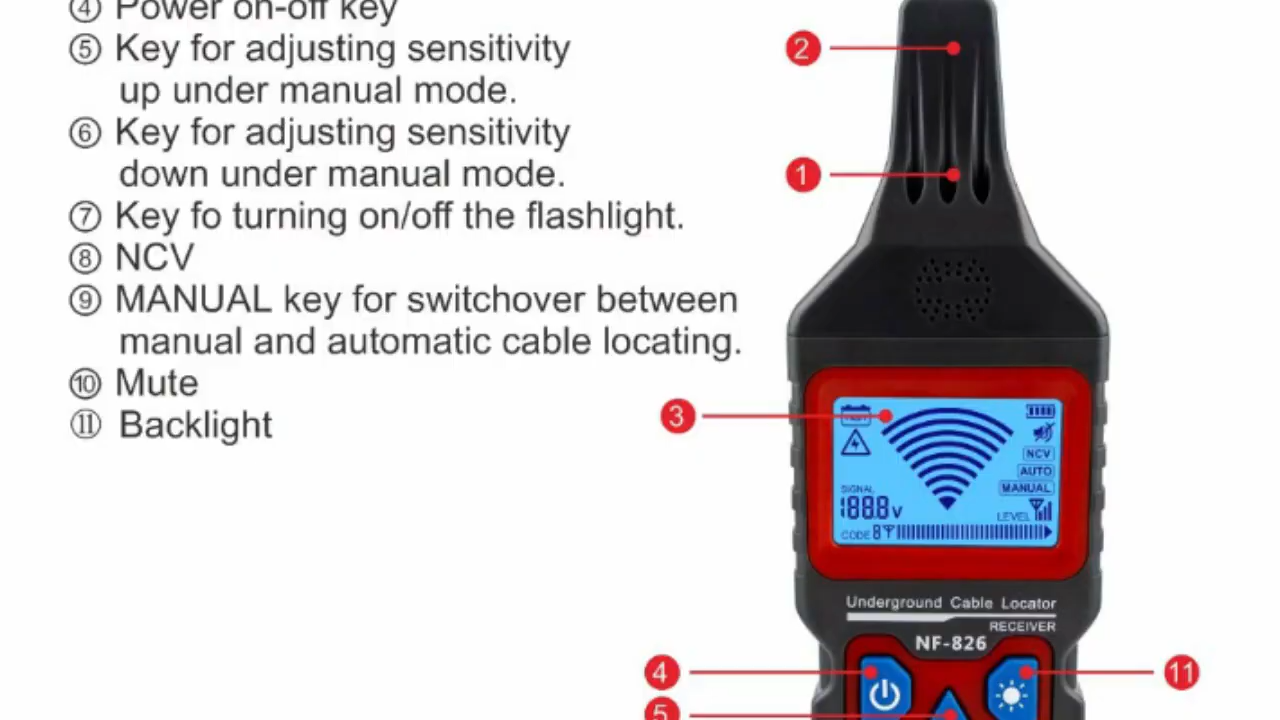 ④ Power on-off key
⑤ Key for adjusting sensitivity
up under manual mode.
⑥ Key for adjusting sensitivity
down under manual mode.
⑦ Key fo turning on/off the flashlight.
⑧ NCV
⑨ MANUAL key for switchover between
manual and automatic cable locating.
⑩ Mute
⑪ Backlight
2
1
3
NCV
AUTO
MANUAL
SIGNAL
188.8 V
LEVEL
CODE 8
Underground Cable Locator
RECEIVER
NF-826
4
11
5